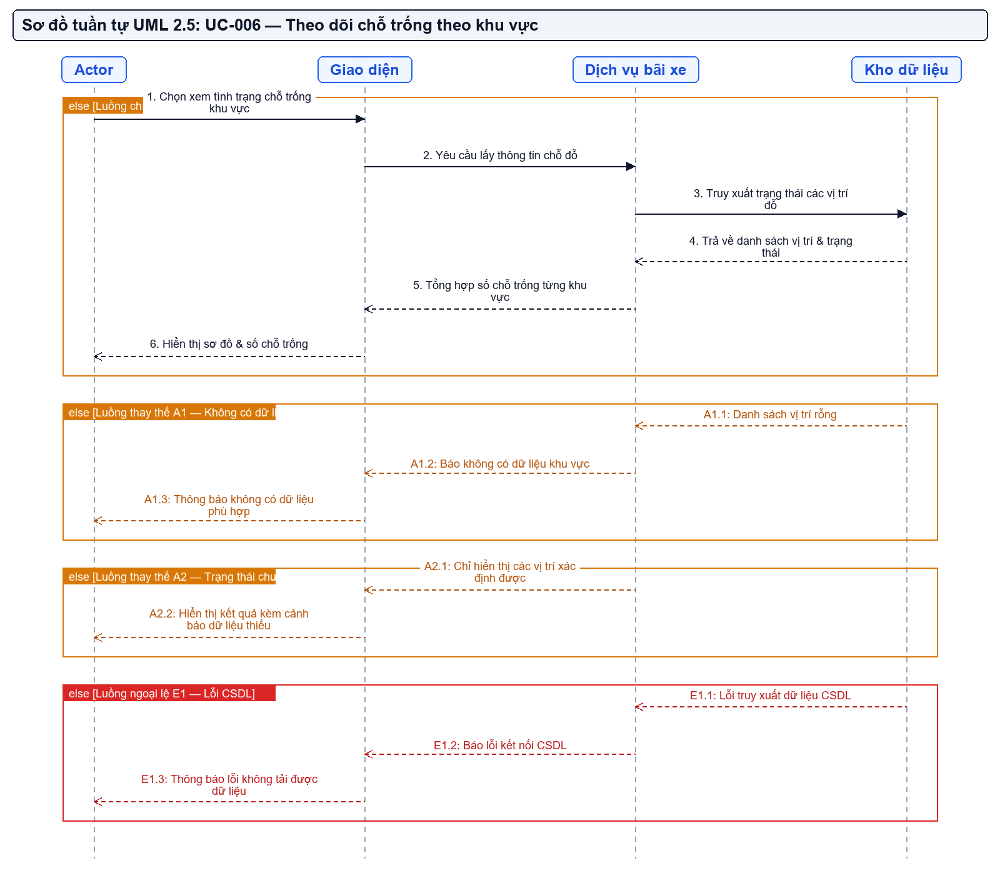 Sơ đồ tuần tự UML 2.5: UC-006 — Theo dõi chỗ trống theo khu vực
Actor
Giao diện
Dịch vụ bãi xe
Kho dữ liệu
else [Luồng ch
1. Chọn xem tình trạng chỗ trống
khu vực
2. Yêu cầu lấy thông tin chỗ đỗ
3. Truy xuất trạng thái các vị trí
đỗ
4. Trả về danh sách vị trí & trạng
thái
5. Tổng hợp số chỗ trống từng khu
vực
6. Hiển thị sơ đồ & số chỗ trống
else [Luồng thay thế A1 — Không có dữ li
A1.1: Danh sách vị trí rỗng
A1.2: Báo không có dữ liệu khu vực
A1.3: Thông báo không có dữ liệu
phù hợp
else [Luồng thay thế A2 — Trạng thái chư
A2.1: Chỉ hiển thị các vị trí xác
định được
A2.2: Hiển thị kết quả kèm cảnh
báo dữ liệu thiếu
else [Luồng ngoại lệ E1 — Lỗi CSDL]
E1.1: Lỗi truy xuất dữ liệu CSDL
E1.2: Báo lỗi kết nối CSDL
E1.3: Thông báo lỗi không tải được
dữ liệu